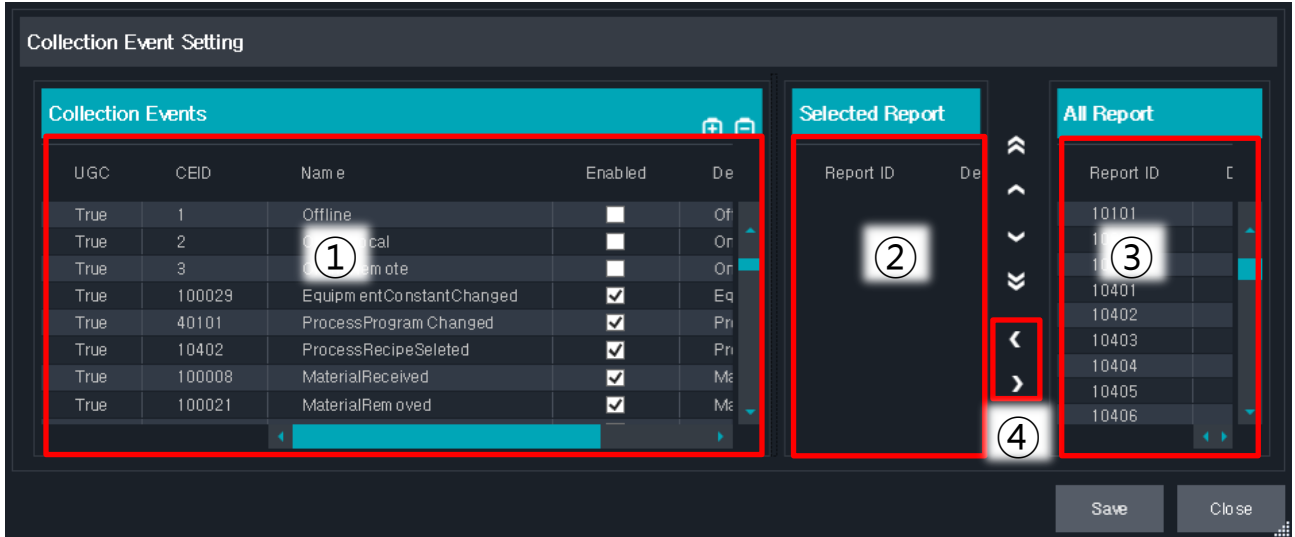 Collection Event Setting
Collection Events
Selected Report
All Report
UGC CEID Name Enabled De
Report ID De
Report ID
True 1 Offline Of
True 2 cal On
True 3 emote On
True 100029 EquipmentConstantChanged Eq
True 40101 ProcessProgramChanged Pro
True 10402 ProcessRecipeSeleted Pro
True 100008 MaterialReceived Ma
True 100021 MaterialRemoved Ma
①
②
10101
③
10401
10402
10403
10404
10405
10406
④
Save Close